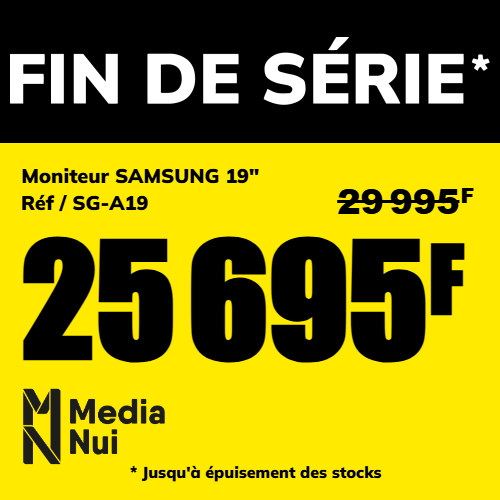 FIN DE SÉRIE*
Moniteur SAMSUNG 19"
Réf / SG-A19
29 995F
25 695F
Media
Nui
* Jusqu'à épuisement des stocks